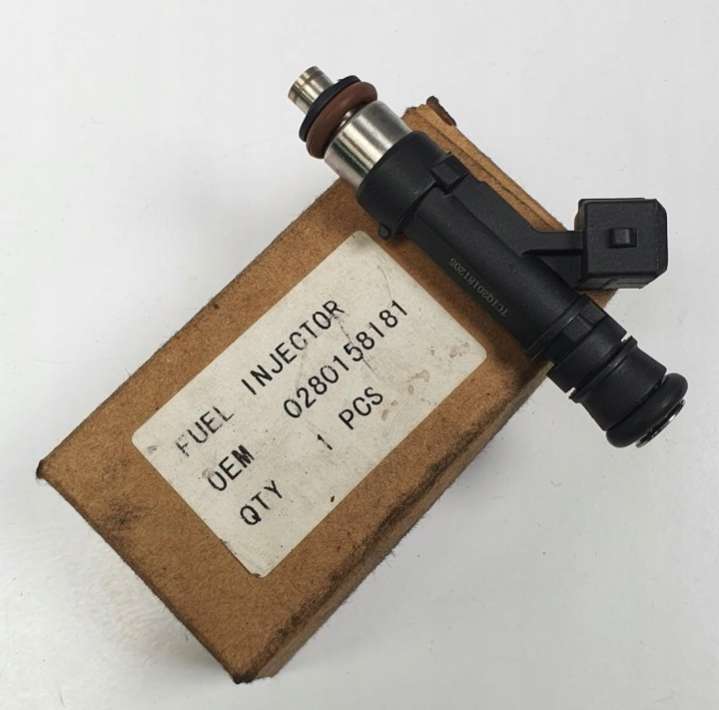 FUEL INJECTOR
OEM 0280158181
QTY 1 PCS